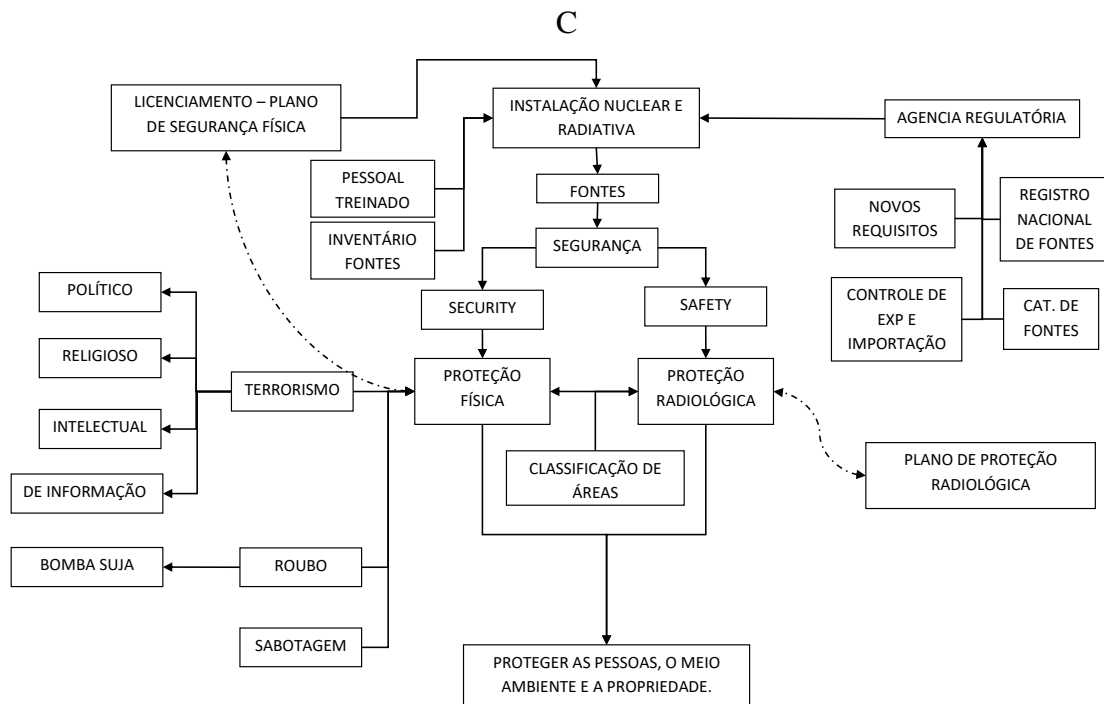 C
LICENCIAMENTO – PLANO
DE SEGURANÇA FÍSICA
INSTALAÇÃO NUCLEAR E
RADIATIVA
AGENCIA REGULATÓRIA
PESSOAL
TREINADO
FONTES
NOVOS
REQUISITOS
REGISTRO
NACIONAL
DE FONTES
INVENTÁRIO
FONTES
SEGURANÇA
POLÍTICO
SECURITY
SAFETY
CONTROLE DE
EXP E
IMPORTAÇÃO
CAT. DE
FONTES
RELIGIOSO
TERRORISMO
PROTEÇÃO
FÍSICA
PROTEÇÃO
RADIOLÓGICA
INTELECTUAL
CLASSIFICAÇÃO DE
ÁREAS
PLANO DE PROTEÇÃO
RADIOLÓGICA
DE INFORMAÇÃO
BOMBA SUJA
ROUBO
SABOTAGEM
PROTEGER AS PESSOAS, O MEIO
AMBIENTE E A PROPRIEDADE.